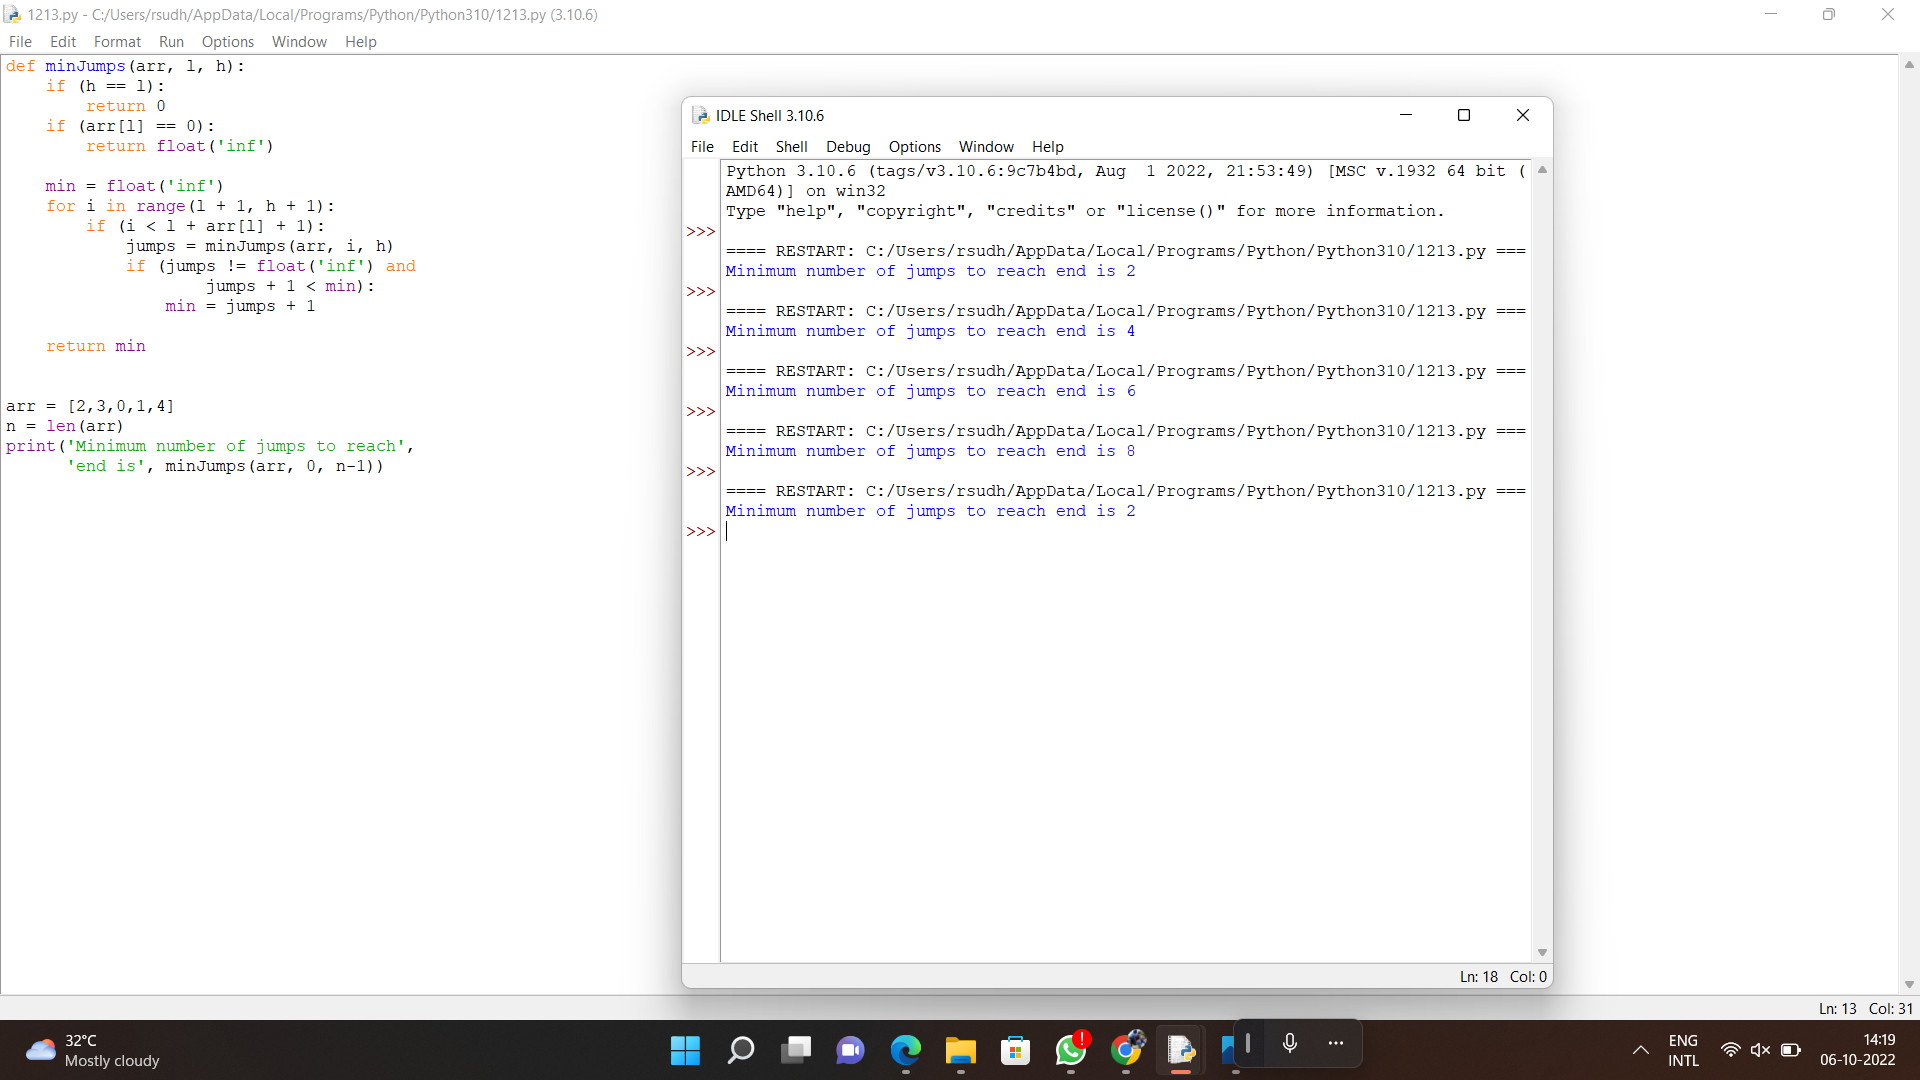 1213.py - C:/Users/rsudh/AppData/Local/Programs/Python/Python310/1213.py (3.10.6)
File Edit Format Run Options Window Help
def minJumps(arr, l, h):
    if (h == l):
        return 0
    if (arr[l] == 0):
        return float('inf')
    min = float('inf')
    for i in range(l + 1, h + 1):
        if (i < l + arr[l] + 1):
            jumps = minJumps(arr, i, h)
            if (jumps != float('inf') and
                    jumps + 1 < min):
                min = jumps + 1
    return min
arr = [2,3,0,1,4]
n = len(arr)
print('Minimum number of jumps to reach',
      'end is', minJumps(arr, 0, n-1))
IDLE Shell 3.10.6
File Edit Shell Debug Options Window Help
Python 3.10.6 (tags/v3.10.6:9c7b4bd, Aug  1 2022, 21:53:49) [MSC v.1932 64 bit (
AMD64)] on win32
Type "help", "copyright", "credits" or "license()" for more information.
>>>
==== RESTART: C:/Users/rsudh/AppData/Local/Programs/Python/Python310/1213.py ===
Minimum number of jumps to reach end is 2
>>>
==== RESTART: C:/Users/rsudh/AppData/Local/Programs/Python/Python310/1213.py ===
Minimum number of jumps to reach end is 4
>>>
==== RESTART: C:/Users/rsudh/AppData/Local/Programs/Python/Python310/1213.py ===
Minimum number of jumps to reach end is 6
>>>
==== RESTART: C:/Users/rsudh/AppData/Local/Programs/Python/Python310/1213.py ===
Minimum number of jumps to reach end is 8
>>>
==== RESTART: C:/Users/rsudh/AppData/Local/Programs/Python/Python310/1213.py ===
Minimum number of jumps to reach end is 2
>>>
Ln: 18 Col: 0
Ln: 13 Col: 31
32°C
Mostly cloudy
ENG
INTL
14:19
06-10-2022